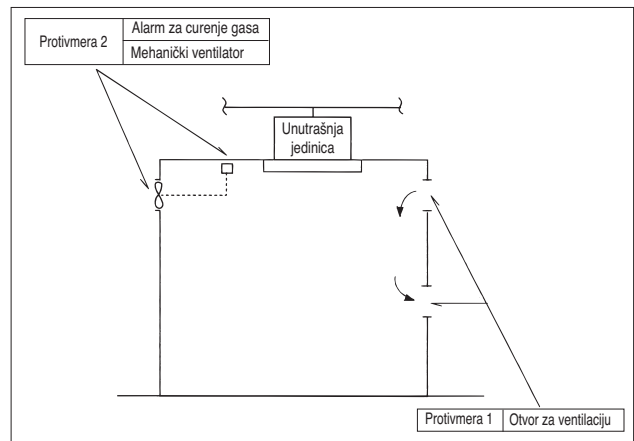 Protivmera 2
Alarm za curenje gasa
Mehanički ventilator
Unutrašnja
jedinica
Protivmera 1
Otvor za ventilaciju